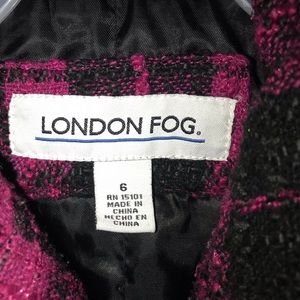 LONDON FOG.
6
RN 15101
MADE IN
CHINA
HECHO EN
CHINA